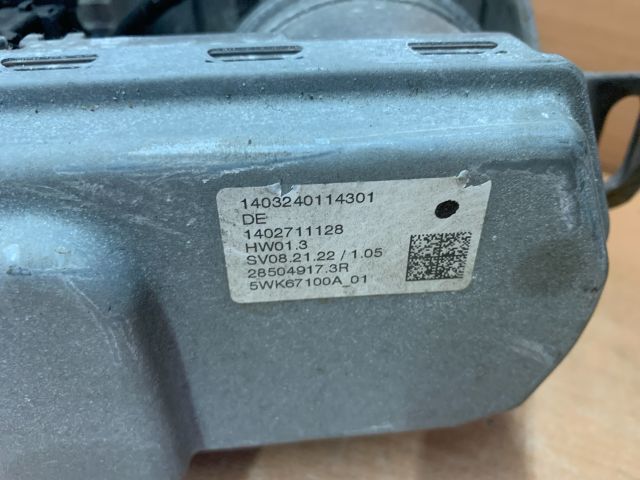 1403240114301
DE
1402711128
HW01.3
SV08.21.22 / 1.05
28504917.3R
5WK67100A_01